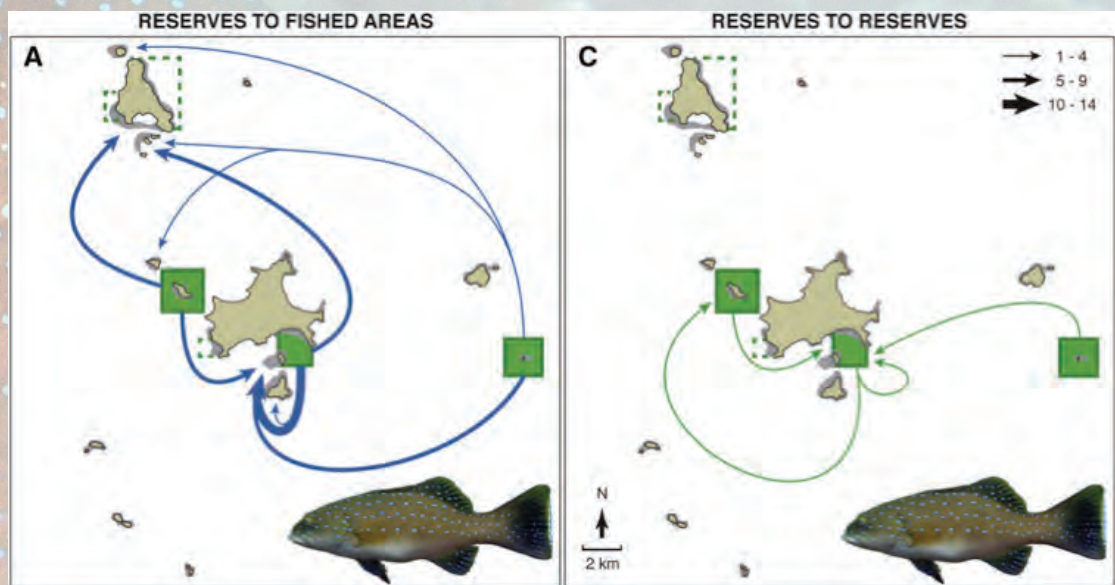 RESERVES TO FISHED AREAS
A
RESERVES TO RESERVES
C
1 - 4
5 - 9
10 - 14
N
2 km